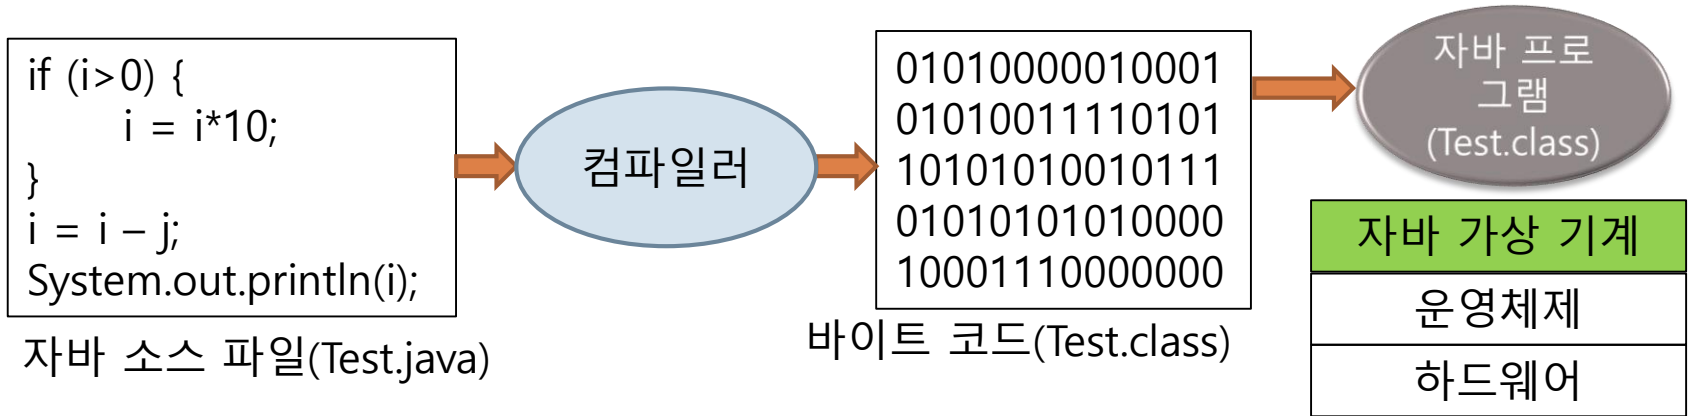 if (i>0) {
i = i*10;
}
i = i – j;
System.out.println(i);
자바 소스 파일(Test.java)
컴파일러
01010000010001
01010011110101
10101010010111
01010101010000
10001110000000
바이트 코드(Test.class)
자바 프로
그램
(Test.class)
자바 가상 기계
운영체제
하드웨어